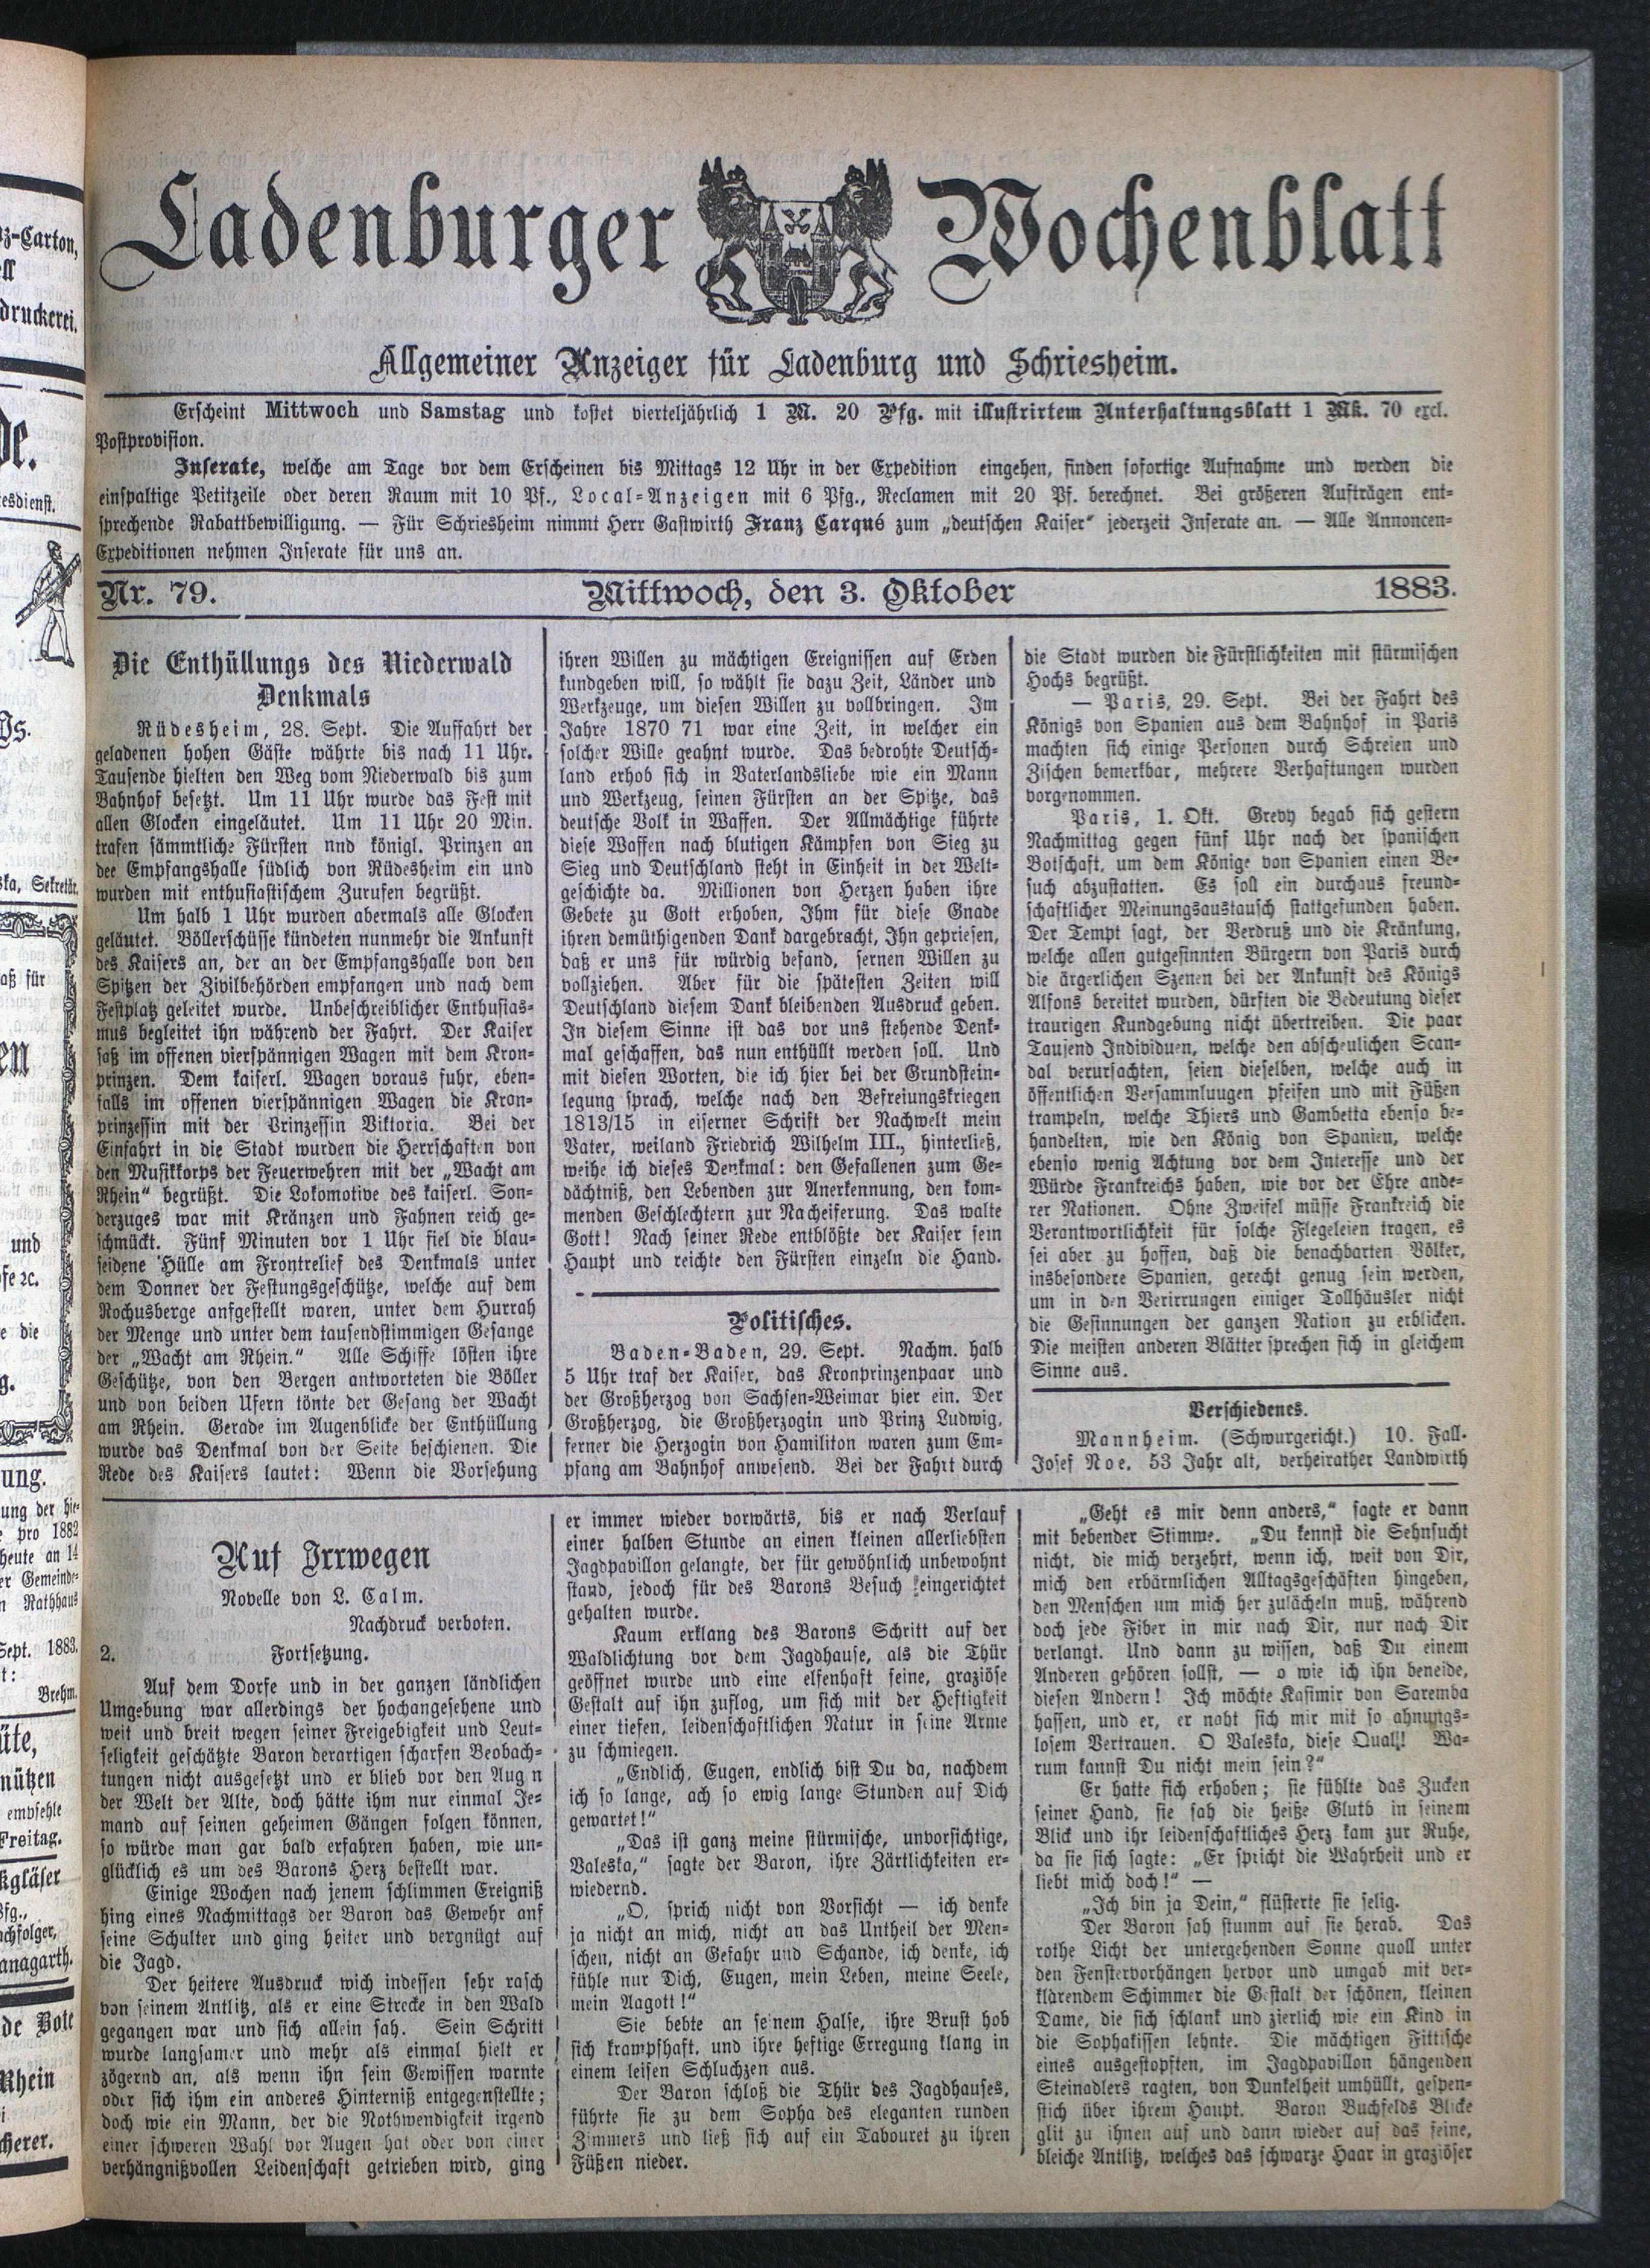 Ladenburger Wochenblatt
Allgemeiner Anzeiger für Ladenburg und Schriesheim.
Erscheint Mittwoch und Samstag und kostet vierteljährlich 1 M. 20 Pfg. mit illustrirtem Unterhaltungsblatt 1 Mk. 70 excl.
Postprovision.
Inserate, welche am Tage vor dem Erscheinen bis Mittags 12 Uhr in der Expedition eingehen, finden sofortige Aufnahme und werden die
einspaltige Petitzeile oder deren Raum mit 10 Pf., Local-Anzeigen mit 6 Pfg., Reclamen mit 20 Pf. berechnet. Bei größeren Aufträgen ent-
sprechende Rabattbewilligung. — Für Schriesheim nimmt Herr Gastwirth Franz Carqué zum „deutschen Kaiser" jederzeit Inserate an. — Alle Annoncen-
Expeditionen nehmen Inserate für uns an.
Nr. 79. Mittwoch, den 3. Oktober 1883.
Die Enthüllungs des Niederwald
Denkmals
Rüdesheim, 28. Sept. Die Auffahrt der
geladenen hohen Gäste währte bis nach 11 Uhr.
Tausende hielten den Weg vom Niederwald bis zum
Bahnhof besetzt. Um 11 Uhr wurde das Fest mit
allen Glocken eingeläutet. Um 11 Uhr 20 Min.
trafen sämmtliche Fürsten nnd königl. Prinzen an
dee Empfangshalle südlich von Rüdesheim ein und
wurden mit enthusiastischem Zurufen begrüßt.
Um halb 1 Uhr wurden abermals alle Glocken
geläutet. Böllerschüsse kündeten nunmehr die Ankunft
des Kaisers an, der an der Empfangshalle von den
Spitzen der Zivilbehörden empfangen und nach dem
Festplatz geleitet wurde. Unbeschreiblicher Enthusias-
mus begleitet ihn während der Fahrt. Der Kaiser
saß im offenen vierspännigen Wagen mit dem Kron-
prinzen. Dem kaiserl. Wagen voraus fuhr, eben-
falls im offenen vierspännigen Wagen die Kron-
prinzessin mit der Prinzessin Viktoria. Bei der
Einfahrt in die Stadt wurden die Herrschaften von
den Musikkorps der Feuerwehren mit der „Wacht am
Rhein" begrüßt. Die Lokomotive des kaiserl. Son-
derzuges war mit Kränzen und Fahnen reich ge-
schmückt. Fünf Minuten vor 1 Uhr fiel die blau-
seidene Hülle am Frontrelief des Denkmals unter
dem Donner der Festungsgeschütze, welche auf dem
Rochusberge anfgestellt waren, unter dem Hurrah
der Menge und unter dem tausendstimmigen Gesange
der „Wacht am Rhein." Alle Schiffe lösten ihre
Geschütze, von den Bergen antworteten die Böller
und von beiden Ufern tönte der Gesang der Wacht
am Rhein. Gerade im Augenblicke der Enthüllung
wurde das Denkmal von der Seite beschienen. Die
Rede des Kaisers lautet: Wenn die Vorsehung
ihren Willen zu mächtigen Ereignissen auf Erden
kundgeben will, so wählt sie dazu Zeit, Länder und
Werkzeuge, um diesen Willen zu vollbringen. Im
Jahre 1870 71 war eine Zeit, in welcher ein
solcher Wille geahnt wurde. Das bedrohte Deutsch-
land erhob sich in Vaterlandsliebe wie ein Mann
und Werkzeug, seinen Fürsten an der Spitze, das
deutsche Volk in Waffen. Der Allmächtige führte
diese Waffen nach blutigen Kämpfen von Sieg zu
Sieg und Deutschland steht in Einheit in der Welt-
geschichte da. Millionen von Herzen haben ihre
Gebete zu Gott erhoben, Ihm für diese Gnade
ihren demüthigenden Dank dargebracht, Ihn gepriesen,
daß er uns für würdig befand, sernen Willen zu
vollziehen. Aber für die spätesten Zeiten will
Deutschland diesem Dank bleibenden Ausdruck geben.
In diesem Sinne ist das vor uns stehende Denk-
mal geschaffen, das nun enthüllt werden soll. Und
mit diesen Worten, die ich hier bei der Grundstein-
legung sprach, welche nach den Befreiungskriegen
1813/15 in eiserner Schrift der Nachwelt mein
Vater, weiland Friedrich Wilhelm III., hinterließ,
weihe ich dieses Denkmal: den Gefallenen zum Ge-
dächtniß, den Lebenden zur Anerkennung, den kom-
menden Geschlechtern zur Nacheiferung. Das walte
Gott! Nach seiner Rede entblößte der Kaiser sein
Haupt und reichte den Fürsten einzeln die Hand.
Politisches.
Baden-Baden, 29. Sept. Nachm. halb
5 Uhr traf der Kaiser, das Kronprinzenpaar und
der Großherzog von Sachsen-Weimar hier ein. Der
Großherzog, die Großherzogin und Prinz Ludwig,
ferner die Herzogin von Hamiliton waren zum Em-
pfang am Bahnhof anwesend. Bei der Fahrt durch
die Stadt wurden die Fürstlichkeiten mit stürmischen
Hochs begrüßt.
— Paris, 29. Sept. Bei der Fahrt des
Königs von Spanien aus dem Bahnhof in Paris
machten sich einige Personen durch Schreien und
Zischen bemerkbar, mehrere Verhaftungen wurden
vorgenommen.
Paris, 1. Okt. Grevy begab sich gestern
Nachmittag gegen fünf Uhr nach der spanischen
Botschaft, um dem Könige von Spanien einen Be-
such abzustatten. Es soll ein durchaus freund-
schaftlicher Meinungsaustausch stattgefunden haben.
Der Tempt sagt, der Verdruß und die Kränkung,
welche allen gutgesinnten Bürgern von Paris durch
die ärgerlichen Szenen bei der Ankunft des Königs
Alfons bereitet wurden, dürften die Bedeutung dieser
traurigen Kundgebung nicht übertreiben. Die paar
Tausend Individuen, welche den abscheulichen Scan-
dal verursachten, seien dieselben, welche auch in
öffentlichen Versammlungen pfeifen und mit Füßen
trampeln, welche Thiers und Gambetta ebenso be-
handelten, wie den König von Spanien, welche
ebenso wenig Achtung vor dem Interesse und der
Würde Frankreichs haben, wie vor der Ehre ande-
rer Nationen. Ohne Zweifel müsse Frankreich die
Verantwortlichkeit für solche Flegeleien tragen, es
sei aber zu hoffen, daß die benachbarten Völker,
insbesondere Spanien, gerecht genug sein werden,
um in den Verirrungen einiger Tollhäusler nicht
die Gesinnungen der ganzen Nation zu erblicken.
Die meisten anderen Blätter sprechen sich in gleichem
Sinne aus.
Verschiedenes.
Mannheim. (Schwurgericht.) 10. Fall.
Josef Noe, 53 Jahr alt, verheirather Landwirth
Auf Irrwegen
Novelle von L. Calm.
Nachdruck verboten.
2. Fortsetzung.
Auf dem Dorfe und in der ganzen ländlichen
Umgebung war allerdings der hochangesehene und
weit und breit wegen seiner Freigebigkeit und Leut-
seligkeit geschätzte Baron derartigen scharfen Beobach-
tungen nicht ausgesetzt und er blieb vor den Aug n
der Welt der Alte, doch hätte ihm nur einmal Je-
mand auf seinen geheimen Gängen folgen können,
so würde man gar bald erfahren haben, wie un-
glücklich es um des Barons Herz bestellt war.
Einige Wochen nach jenem schlimmen Ereigniß
hing eines Nachmittags der Baron das Gewehr anf
seine Schulter und ging heiter und vergnügt auf
die Jagd.
Der heitere Ausdruck wich indessen sehr rasch
von seinem Antlitz, als er eine Strecke in den Wald
gegangen war und sich allein sah. Sein Schritt
wurde langsamer und mehr als einmal hielt er
zögernd an, als wenn ihn sein Gewissen warnte
oder sich ihm ein anderes Hinterniß entgegenstellte;
doch wie ein Mann, der die Nothwendigkeit irgend
einer schweren Wahl vor Augen hat oder von einer
verhängnißvollen Leidenschaft getrieben wird, ging
er immer wieder vorwärts, bis er nach Verlauf
einer halben Stunde an einen kleinen allerliebsten
Jagdpavillon gelangte, der für gewöhnlich unbewohnt
stand, jedoch für des Barons Besuch eingerichtet
gehalten wurde.
Kaum erklang des Barons Schritt auf der
Waldlichtung vor dem Jagdhause, als die Thür
geöffnet wurde und eine elfenhaft feine, graziöse
Gestalt auf ihn zuflog, um sich mit der Heftigkeit
einer tiefen, leidenschaftlichen Natur in seine Arme
zu schmiegen.
„Endlich, Eugen, endlich bist Du da, nachdem
ich so lange, ach so ewig lange Stunden auf Dich
gewartet!"
„Das ist ganz meine stürmische, unvorsichtige,
Valeska," sagte der Baron, ihre Zärtlichkeiten er-
wiedernd.
„O, sprich nicht von Vorsicht — ich denke
ja nicht an mich, nicht an das Untheil der Men-
schen, nicht an Gefahr und Schande, ich denke, ich
fühle nur Dich, Eugen, mein Leben, meine Seele,
mein Aagott!"
Sie bebte an seinem Halse, ihre Brust hob
sich krampfhaft, und ihre heftige Erregung klang in
einem leisen Schluchzen aus.
Der Baron schloß die Thür des Jagdhauses,
führte sie zu dem Sopha des eleganten runden
Zimmers und ließ sich auf ein Tabouret zu ihren
Füßen nieder.
„Geht es mir denn anders," sagte er dann
mit bebender Stimme. „Du kennst die Sehnsucht
nicht, die mich verzehrt, wenn ich, weit von Dir,
mich den erbärmlichen Alltagsgeschäften hingeben,
den Menschen um mich her zulächeln muß, während
doch jede Fiber in mir nach Dir, nur nach Dir
verlangt. Und dann zu wissen, daß Du einem
Anderen gehören sollst, — o wie ich ihn beneide,
diesen Andern! Ich möchte Kasimir von Saremba
hassen, und er, er naht sich mir mit so ahnungs-
losem Vertrauen. O Valeska, diese Qual! Wa-
rum kannst Du nicht mein sein?"
Er hatte sich erhoben; sie fühlte das Zucken
seiner Hand, sie sah die heiße Gluth in seinem
Blick und ihr leidenschaftliches Herz kam zur Ruhe,
da sie sich sagte: „Er spricht die Wahrheit und er
liebt mich doch!" —
„Ich bin ja Dein," flüsterte sie selig.
Der Baron sah stumm auf sie herab. Das
rothe Licht der untergehenden Sonne quoll unter
den Fenstervorhängen hervor und umgab mit ver-
klärendem Schimmer die Gestalt der schönen, kleinen
Dame, die sich schlank und zierlich wie ein Kind in
die Sophakissen lehnte. Die mächtigen Fittische
eines ausgestopften, im Jagdpavillon hängenden
Steinadlers ragten, von Dunkelheit umhüllt, gespen-
stich über ihrem Haupt. Baron Buchfelds Blicke
glit zu ihnen auf und dann wieder auf das feine,
bleiche Antlitz, welches das schwarze Haar in graziöser